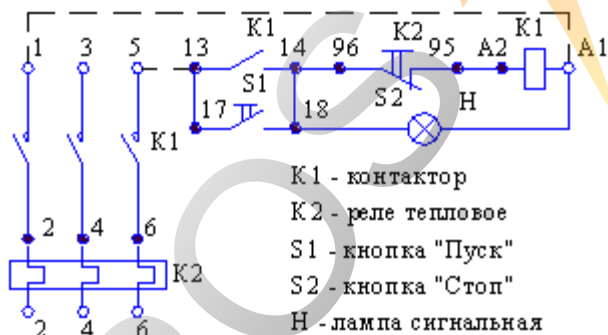 K1 K2 K1
1 3 5 13 14 96 95 A2 A1
S1 S2 H
17 18
K1
K1 - контактор
K2 - реле тепловое
2 4 6
S1 - кнопка "Пуск"
K2
S2 - кнопка "Стоп"
2 4 6
H - лампа сигнальная